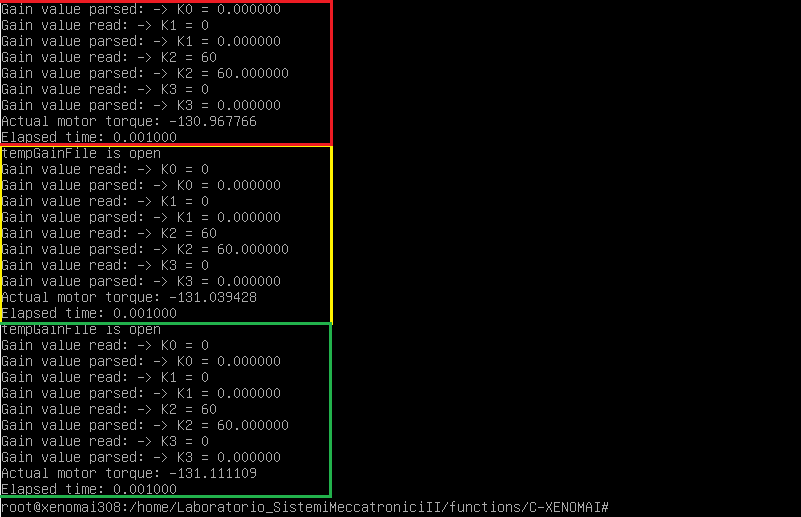 Gain value parsed: -> K0 = 0.000000
Gain value read: -> K1 = 0
Gain value parsed: -> K1 = 0.000000
Gain value read: -> K2 = 60
Gain value parsed: -> K2 = 60.000000
Gain value read: -> K3 = 0
Gain value parsed: -> K3 = 0.000000
Actual motor torque: -130.967766
Elapsed time: 0.001000
tempGainFile is open
Gain value read: -> K0 = 0
Gain value parsed: -> K0 = 0.000000
Gain value read: -> K1 = 0
Gain value parsed: -> K1 = 0.000000
Gain value read: -> K2 = 60
Gain value parsed: -> K2 = 60.000000
Gain value read: -> K3 = 0
Gain value parsed: -> K3 = 0.000000
Actual motor torque: -131.039428
Elapsed time: 0.001000
tempGainFile is open
Gain value read: -> K0 = 0
Gain value parsed: -> K0 = 0.000000
Gain value read: -> K1 = 0
Gain value parsed: -> K1 = 0.000000
Gain value read: -> K2 = 60
Gain value parsed: -> K2 = 60.000000
Gain value read: -> K3 = 0
Gain value parsed: -> K3 = 0.000000
Actual motor torque: -131.111109
Elapsed time: 0.001000
root@xenomai308:/home/Laboratorio_SistemiMeccatroniciII/functions/C-XENOMAI#